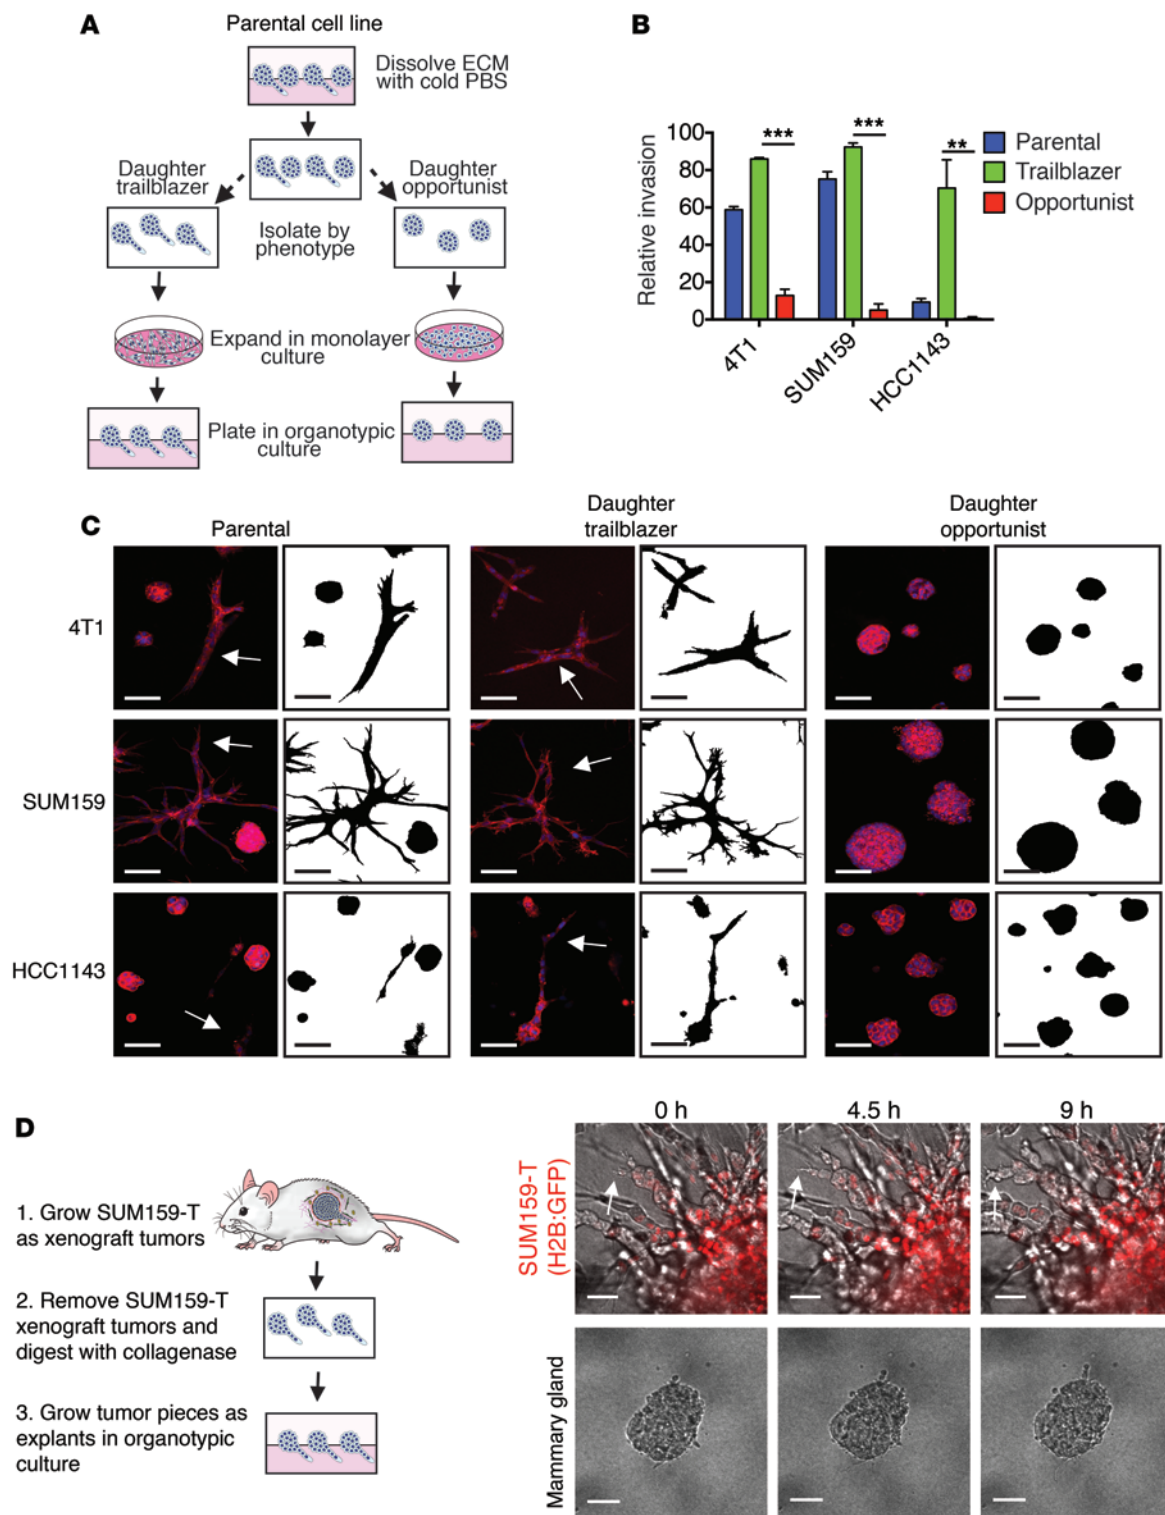 A
Parental cell line
Dissolve ECM
with cold PBS
Daughter
trailblazer
Daughter
opportunist
Isolate by
phenotype
Expand in monolayer
culture
Plate in organotypic
culture
B
Relative invasion
100
80
60
40
20
0
***
***
**
Parental
Trailblazer
Opportunist
4T1
SUM159
HCC1143
C
Parental
Daughter
trailblazer
Daughter
opportunist
4T1
SUM159
HCC1143
D
1. Grow SUM159-T
as xenograft tumors
2. Remove SUM159-T
xenograft tumors and
digest with collagenase
3. Grow tumor pieces as
explants in organotypic
culture
0 h
4.5 h
9 h
SUM159-T
(H2B:GFP)
Mammary gland